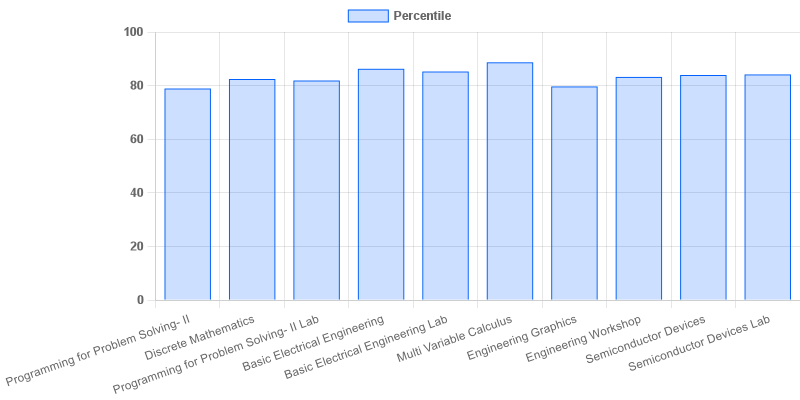 Percentile
100
80
60
40
20
0
Programming for Problem Solving- II
Discrete Mathematics
Programming for Problem Solving- II Lab
Basic Electrical Engineering
Basic Electrical Engineering Lab
Multi Variable Calculus
Engineering Graphics
Engineering Workshop
Semiconductor Devices
Semiconductor Devices Lab